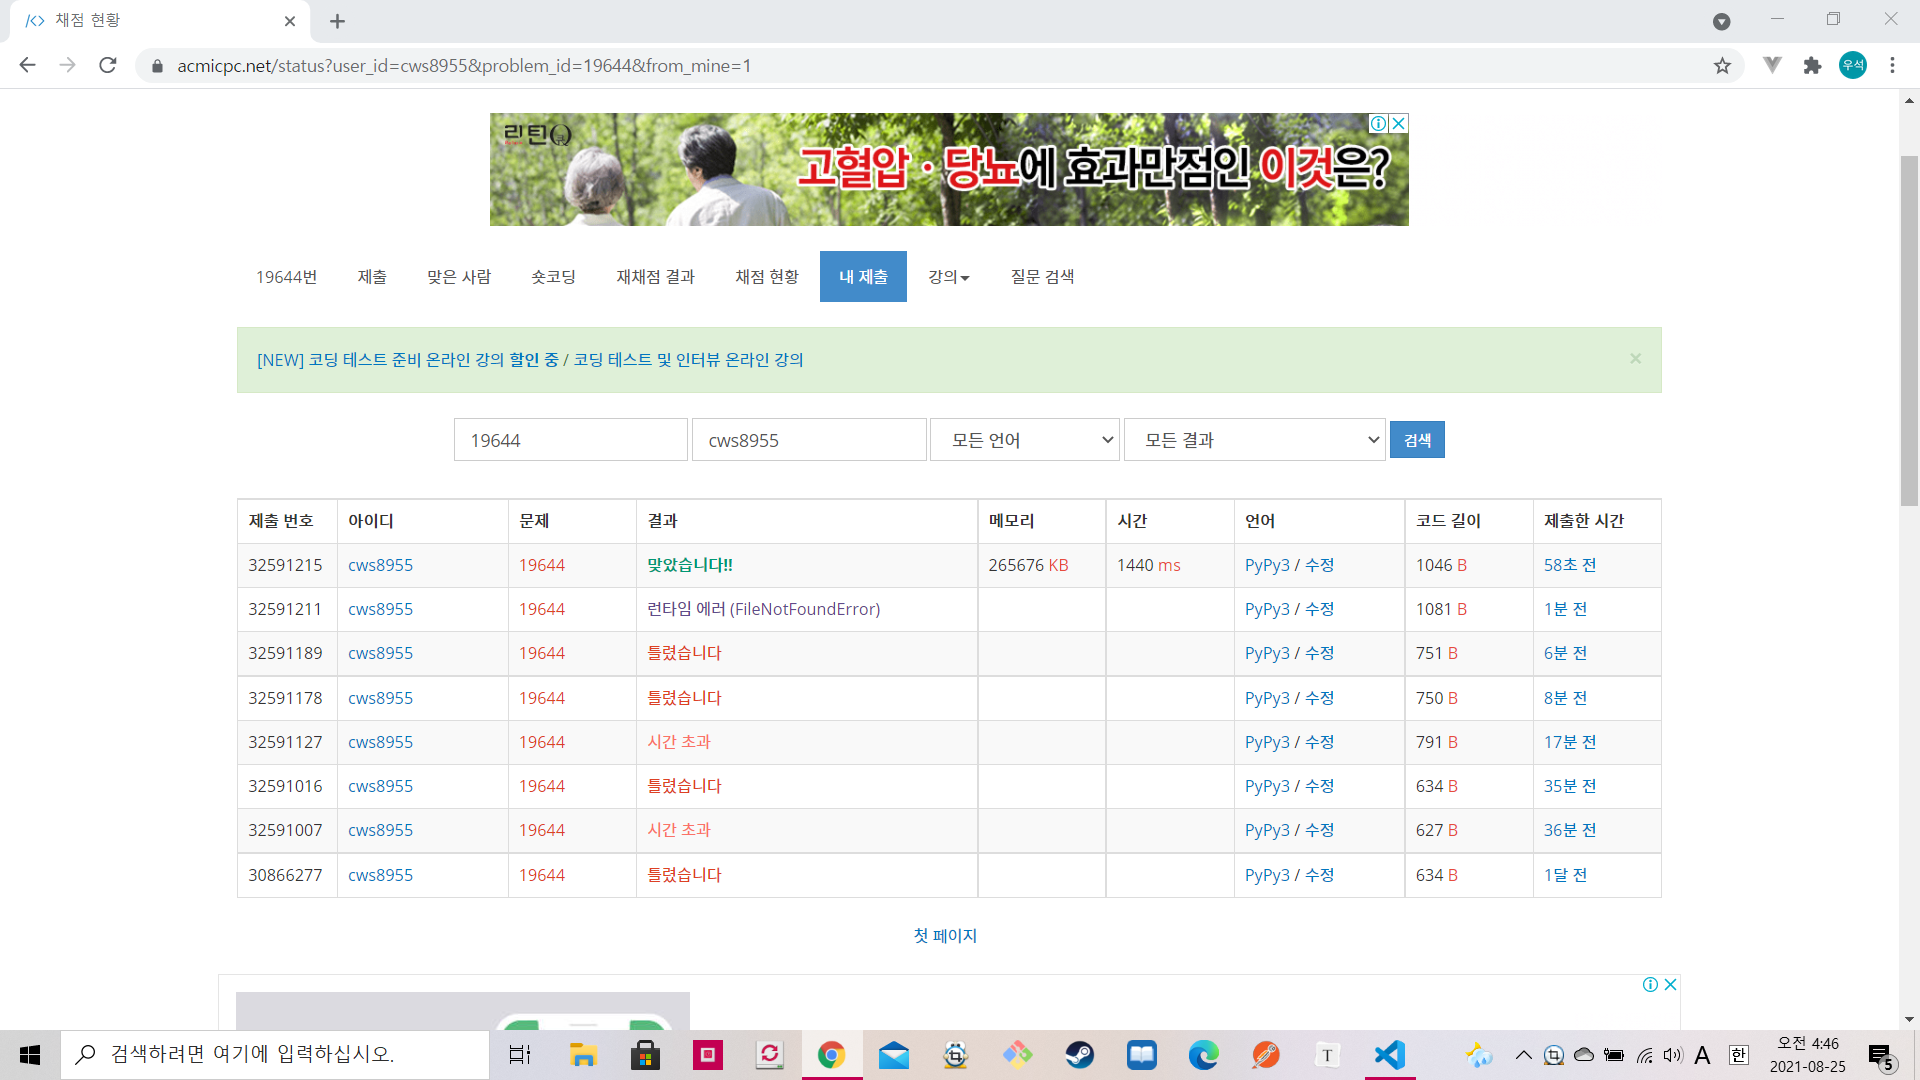 채점 현황
acmicpc.net/status?user_id=cws8955&problem_id=19644&from_mine=1
우석
리틴Q
고혈압 · 당뇨에 효과만점인 이것은?
19644번 제출 맞은 사람 숏코딩 재채점 결과 채점 현황 내 제출 강의 질문 검색
[NEW] 코딩 테스트 준비 온라인 강의 할인 중 / 코딩 테스트 및 인터뷰 온라인 강의 ×
19644 cws8955 모든 언어 모든 결과 검색
제출 번호 아이디 문제 결과 메모리 시간 언어 코드 길이 제출한 시간
32591215 cws8955 19644 맞았습니다!! 265676 KB 1440 ms PyPy3 / 수정 1046 B 58초 전
32591211 cws8955 19644 런타임 에러 (FileNotFoundError) PyPy3 / 수정 1081 B 1분 전
32591189 cws8955 19644 틀렸습니다 PyPy3 / 수정 751 B 6분 전
32591178 cws8955 19644 틀렸습니다 PyPy3 / 수정 750 B 8분 전
32591127 cws8955 19644 시간 초과 PyPy3 / 수정 791 B 17분 전
32591016 cws8955 19644 틀렸습니다 PyPy3 / 수정 634 B 35분 전
32591007 cws8955 19644 시간 초과 PyPy3 / 수정 627 B 36분 전
30866277 cws8955 19644 틀렸습니다 PyPy3 / 수정 634 B 1달 전
첫 페이지
검색하려면 여기에 입력하십시오.
T
A 한
오전 4:46
2021-08-25
5